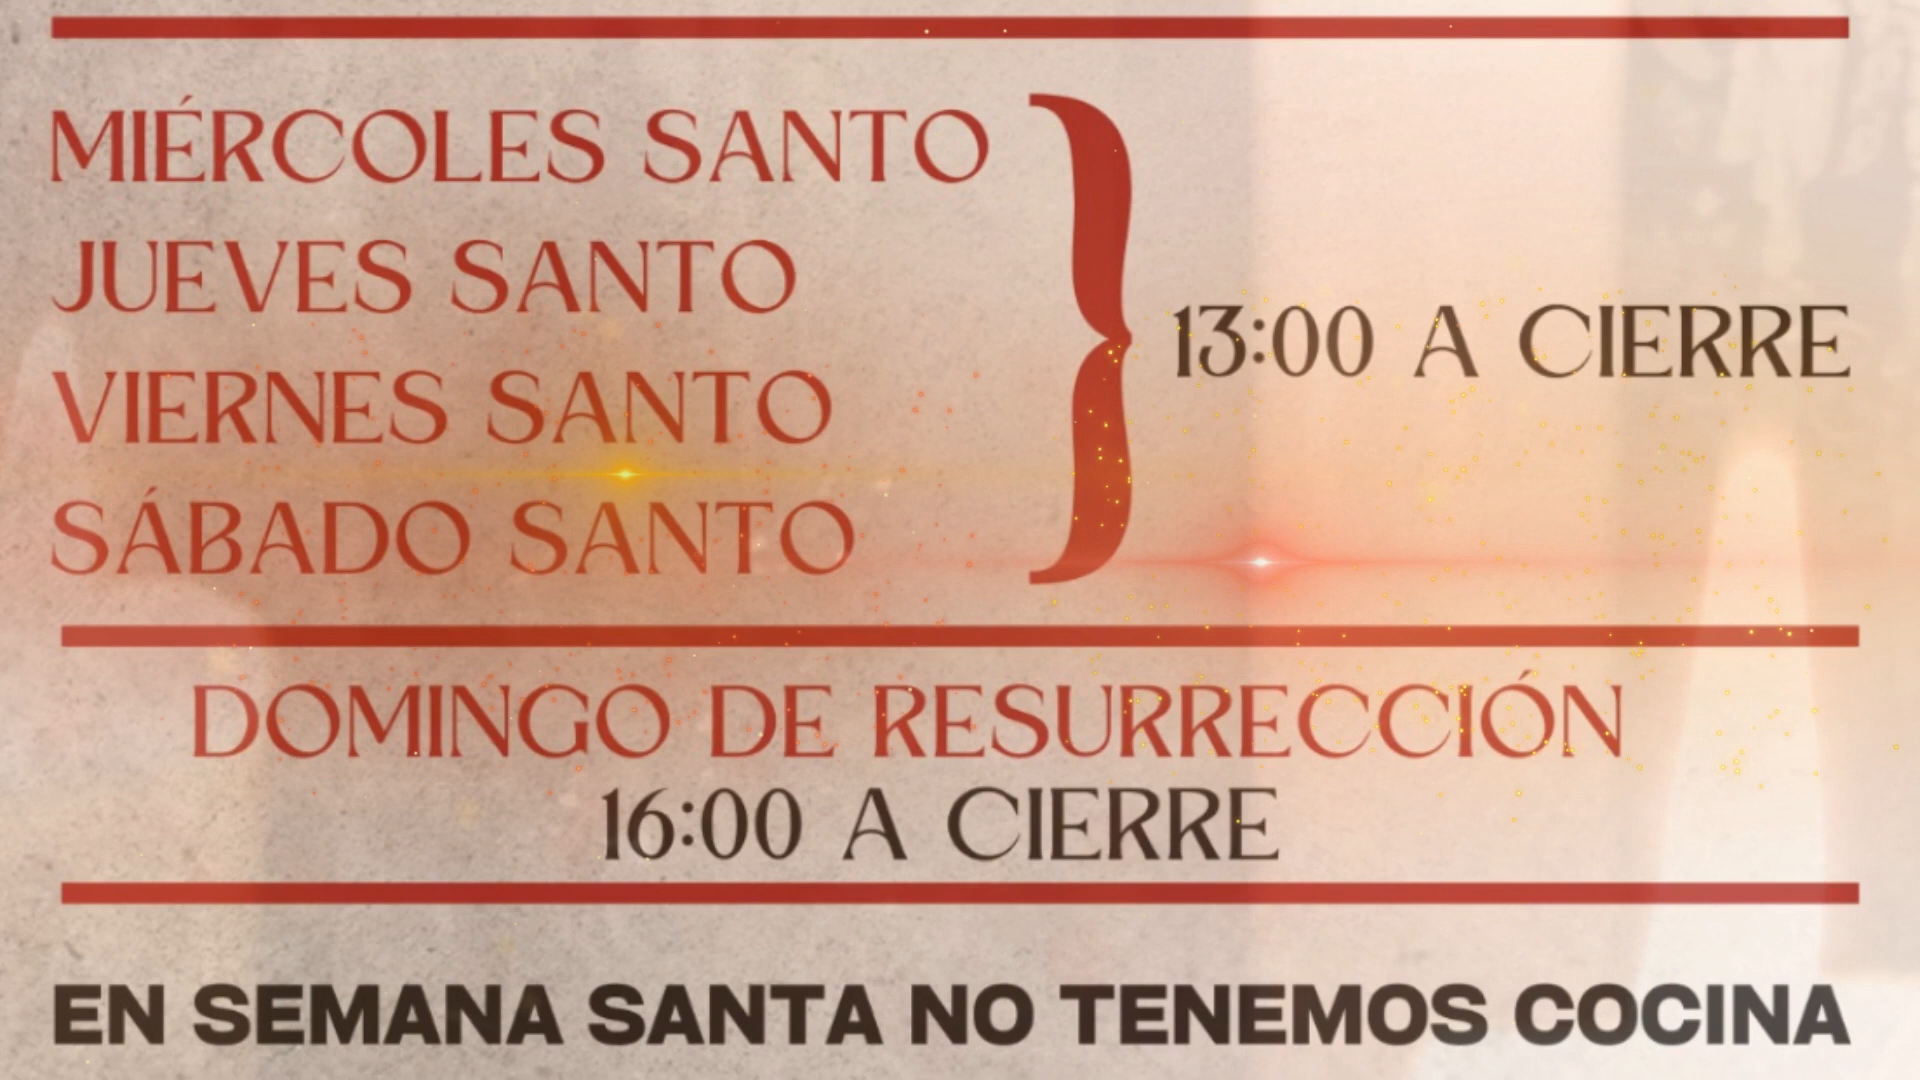 MIÉRCOLES SANTO
JUEVES SANTO
VIERNES SANTO
SÁBADO SANTO
13:00 A CIERRE
DOMINGO DE RESURRECCIÓN
16:00 A CIERRE
EN SEMANA SANTA NO TENEMOS COCINA